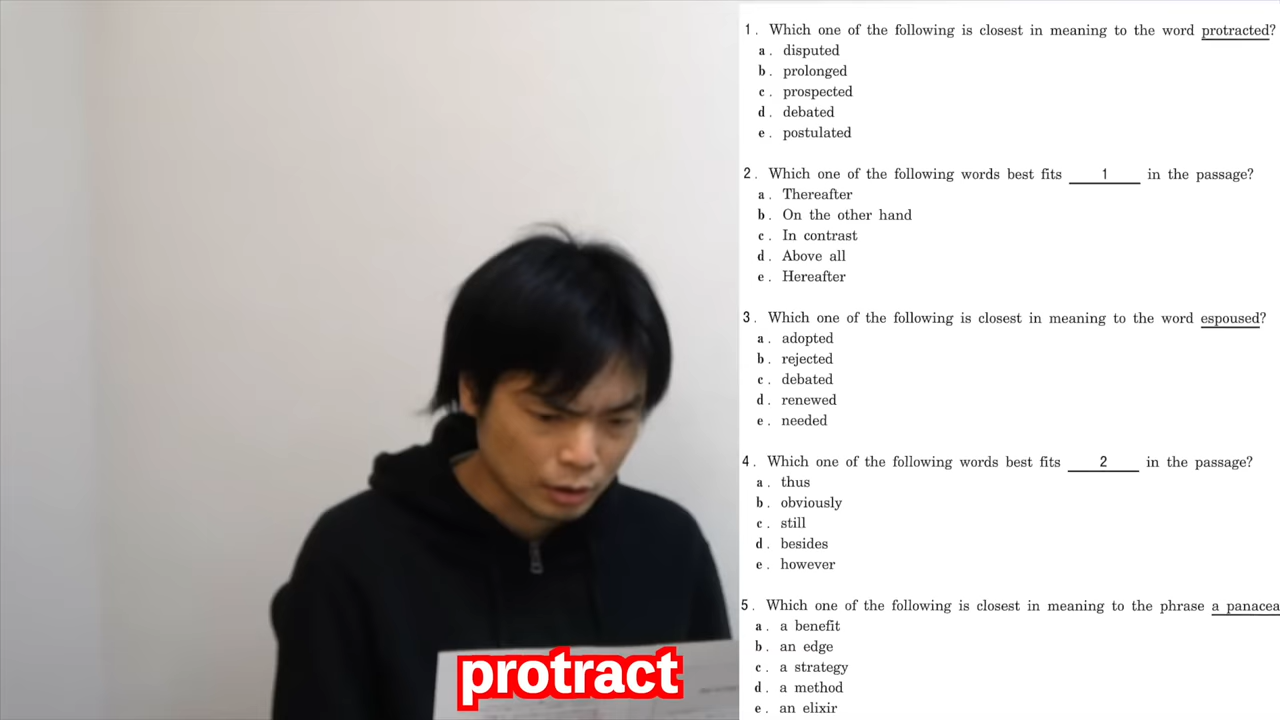 1. Which one of the following is closest in meaning to the word protracted?
a. disputed
b. prolonged
c. prospected
d. debated
e. postulated
2. Which one of the following words best fits 1 in the passage?
a. Thereafter
b. On the other hand
c. In contrast
d. Above all
e. Hereafter
3. Which one of the following is closest in meaning to the word espoused?
a. adopted
b. rejected
c. debated
d. renewed
e. needed
4. Which one of the following words best fits 2 in the passage?
a. thus
b. obviously
c. still
d. besides
e. however
5. Which one of the following is closest in meaning to the phrase a panacea
a. a benefit
b. an edge
c. a strategy
d. a method
e. an elixir
protract